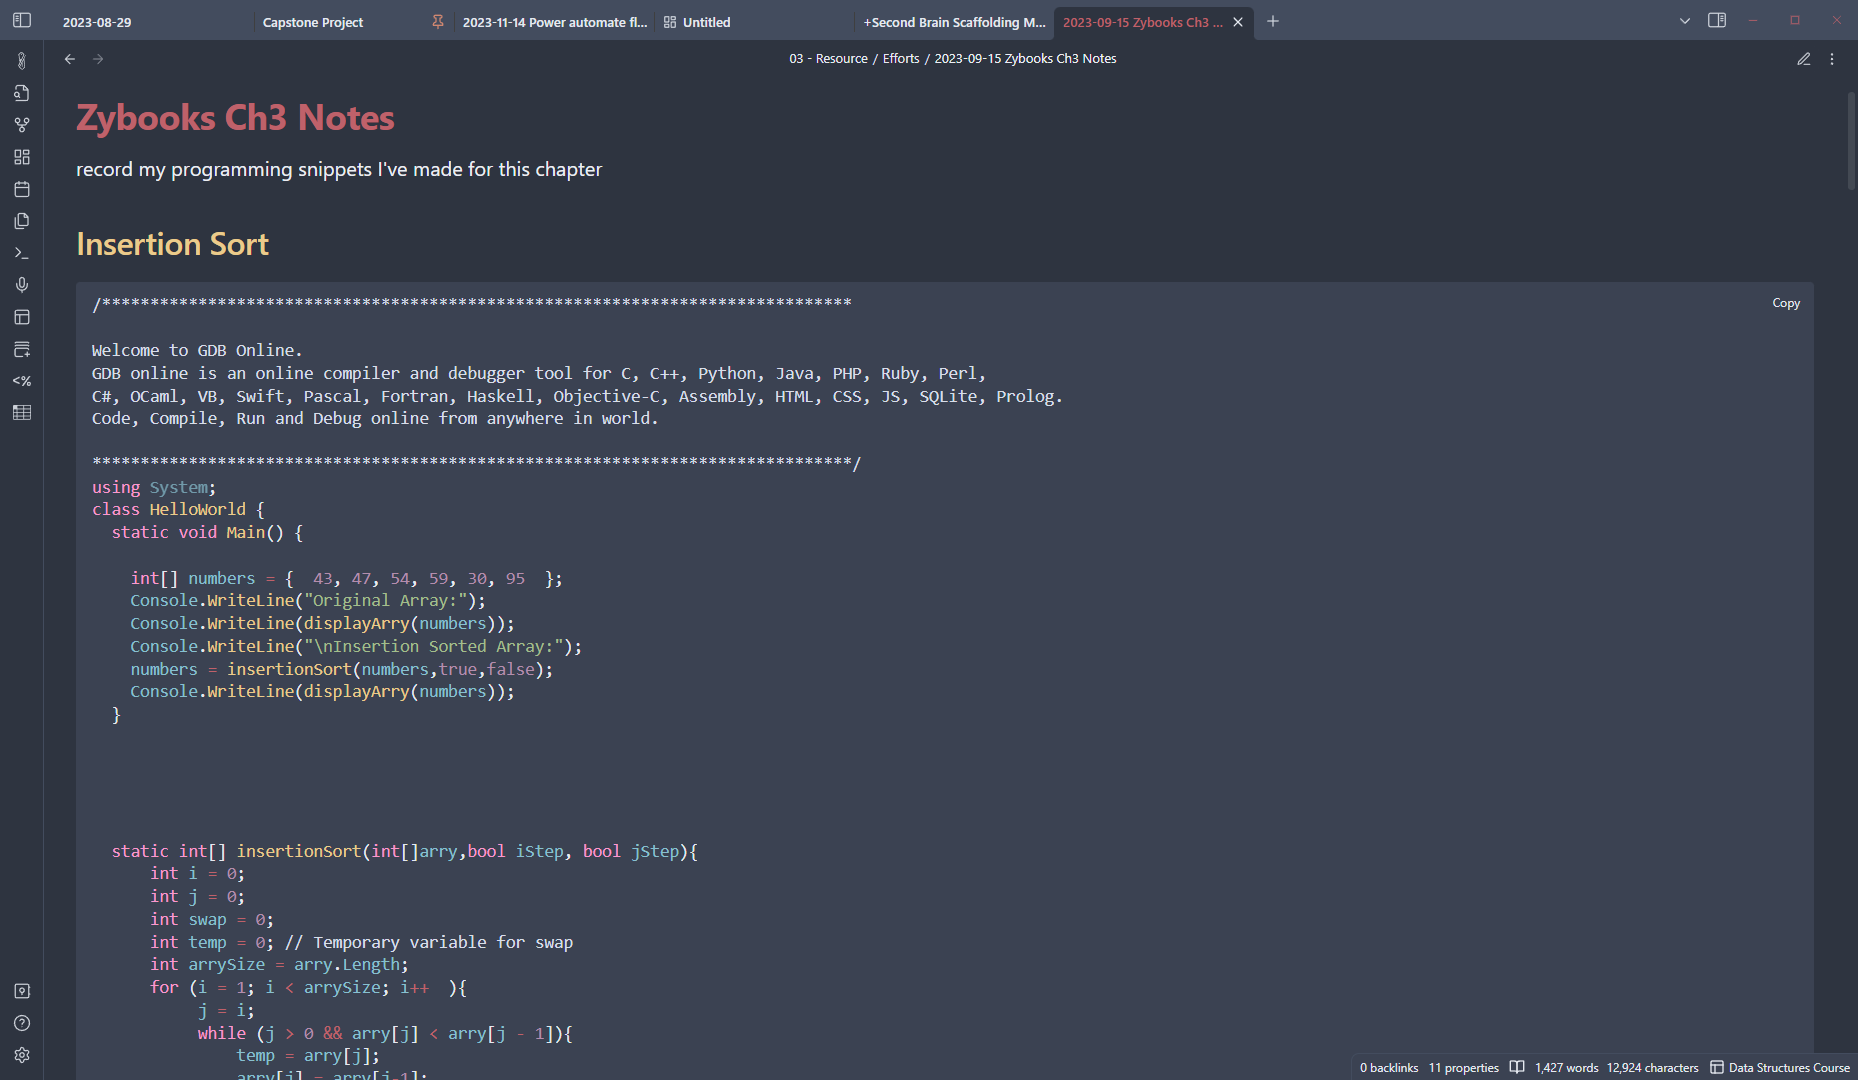 2023-08-29
Capstone Project
2023-11-14 Power automate fl...
Untitled
+Second Brain Scaffolding M...
2023-09-15 Zybooks Ch3 ...
03 - Resource / Efforts / 2023-09-15 Zybooks Ch3 Notes
Zybooks Ch3 Notes
record my programming snippets I've made for this chapter
Insertion Sort
Copy
/******************************************************************************
Welcome to GDB Online.
GDB online is an online compiler and debugger tool for C, C++, Python, Java, PHP, Ruby, Perl,
C#, OCaml, VB, Swift, Pascal, Fortran, Haskell, Objective-C, Assembly, HTML, CSS, JS, SQLite, Prolog.
Code, Compile, Run and Debug online from anywhere in world.
*******************************************************************************/
using System;
class HelloWorld {
  static void Main() {
    int[] numbers = {  43, 47, 54, 59, 30, 95  };
    Console.WriteLine("Original Array:");
    Console.WriteLine(displayArry(numbers));
    Console.WriteLine("\nInsertion Sorted Array:");
    numbers = insertionSort(numbers,true,false);
    Console.WriteLine(displayArry(numbers));
  }
  static int[] insertionSort(int[]arry,bool iStep, bool jStep){
      int i = 0;
      int j = 0;
      int swap = 0;
      int temp = 0; // Temporary variable for swap
      int arrySize = arry.Length;
      for (i = 1; i < arrySize; i++  ){
           j = i;
           while (j > 0 && arry[j] < arry[j - 1]){
               temp = arry[j];
               arry[j] = arry[j-1];
<%
0 backlinks
11 properties
1,427 words
12,924 characters
Data Structures Course